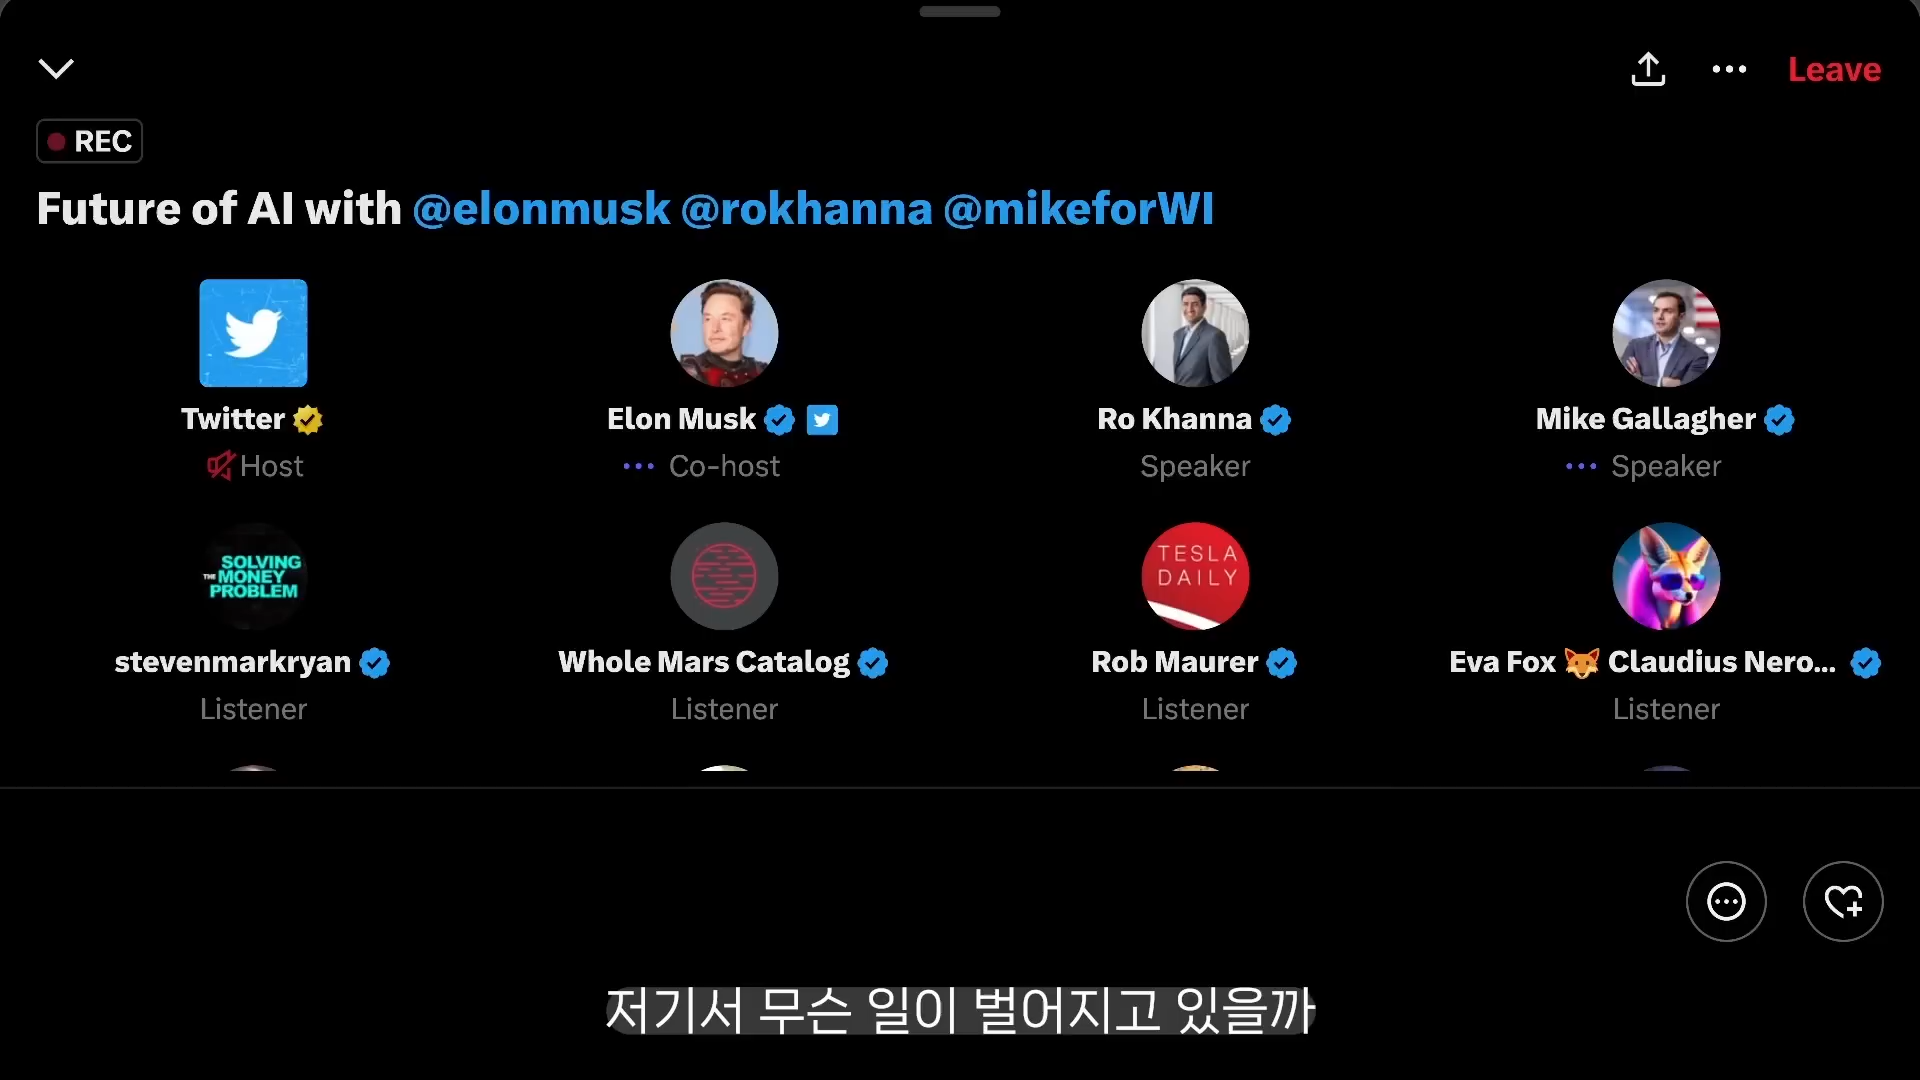 Leave
REC
Future of AI with @elonmusk @rokhanna @mikeforWI
Twitter
Elon Musk
Ro Khanna
Mike Gallagher
Host
Co-host
Speaker
Speaker
SOLVING
THE MONEY
PROBLEM
TESLA
DAILY
stevenmarkryan
Whole Mars Catalog
Rob Maurer
Eva Fox 🦊 Claudius Nero...
Listener
Listener
Listener
Listener
저기서 무슨 일이 벌어지고 있을까